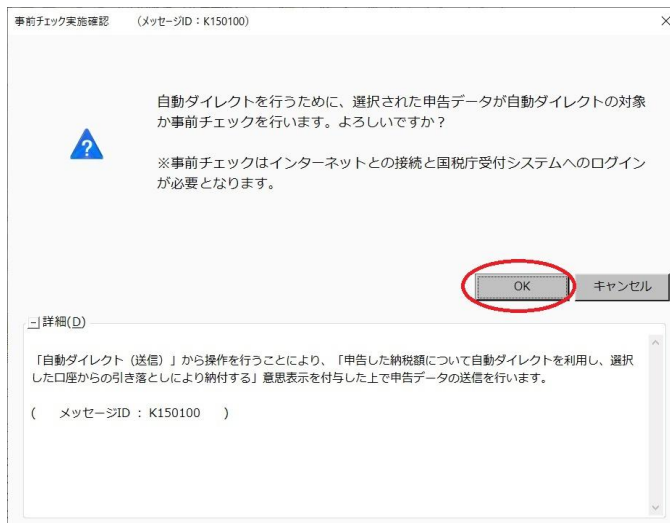 事前チェック実施確認　（メッセージID：K150100）
自動ダイレクトを行うために、選択された申告データが自動ダイレクトの対象
か事前チェックを行います。よろしいですか？
※事前チェックはインターネットとの接続と国税庁受付システムへのログイン
が必要となります。
OK
キャンセル
詳細(D)
「自動ダイレクト（送信）」から操作を行うことにより、「申告した納税額について自動ダイレクトを利用し、選択
した口座からの引き落としにより納付する」意思表示を付与した上で申告データの送信を行います。
(　メッセージID : K150100　)